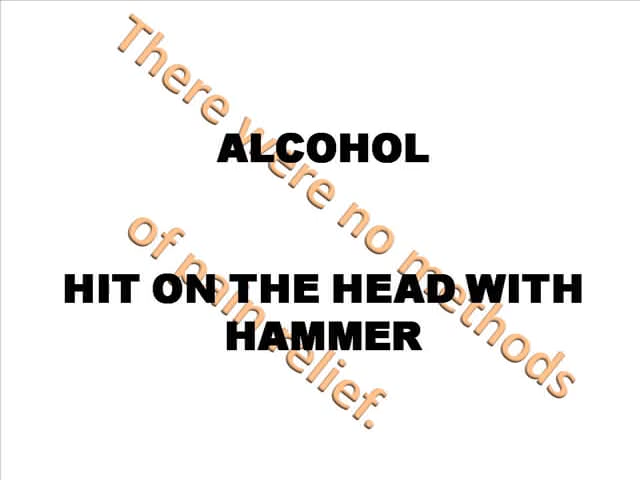 There were no methods
of pain relief.
ALCOHOL
HIT ON THE HEAD WITH
HAMMER